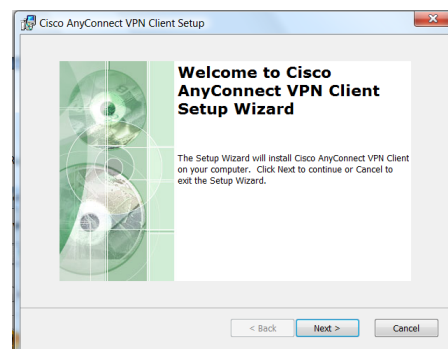 Cisco AnyConnect VPN Client Setup
Welcome to Cisco
AnyConnect VPN Client
Setup Wizard
The Setup Wizard will install Cisco AnyConnect VPN Client
on your computer. Click Next to continue or Cancel to
exit the Setup Wizard.
< Back Next > Cancel